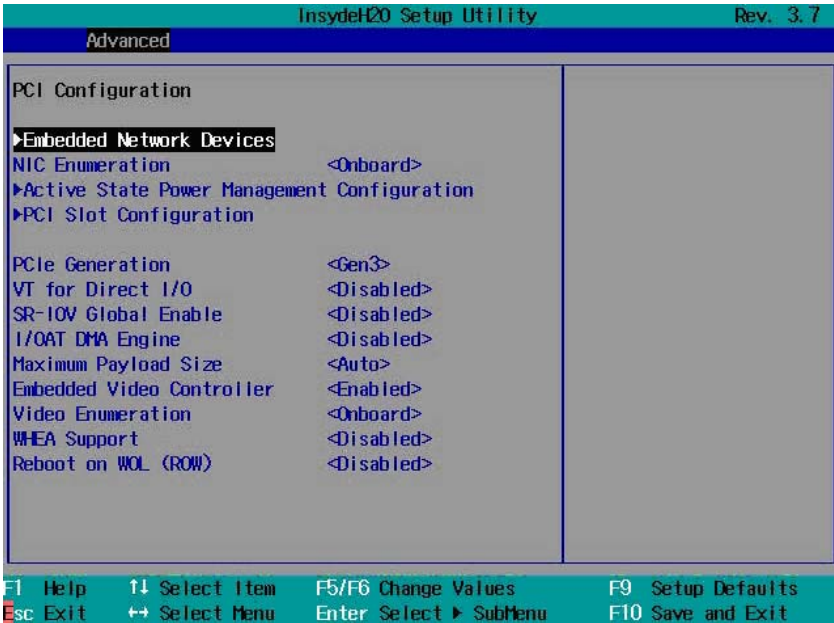 InsydeH2O Setup Utility Rev. 3.7
Advanced
PCI Configuration
▶Embedded Network Devices
NIC Enumeration <Onboard>
▶Active State Power Management Configuration
▶PCI Slot Configuration
PCIe Generation <Gen3>
VT for Direct I/O <Disabled>
SR-IOV Global Enable <Disabled>
I/OAT DMA Engine <Disabled>
Maximum Payload Size <Auto>
Embedded Video Controller <Enabled>
Video Enumeration <Onboard>
WHEA Support <Disabled>
Reboot on WOL (ROW) <Disabled>
F1 Help ↑↓ Select Item F5/F6 Change Values F9 Setup Defaults
Esc Exit ↔ Select Menu Enter Select ▶ SubMenu F10 Save and Exit